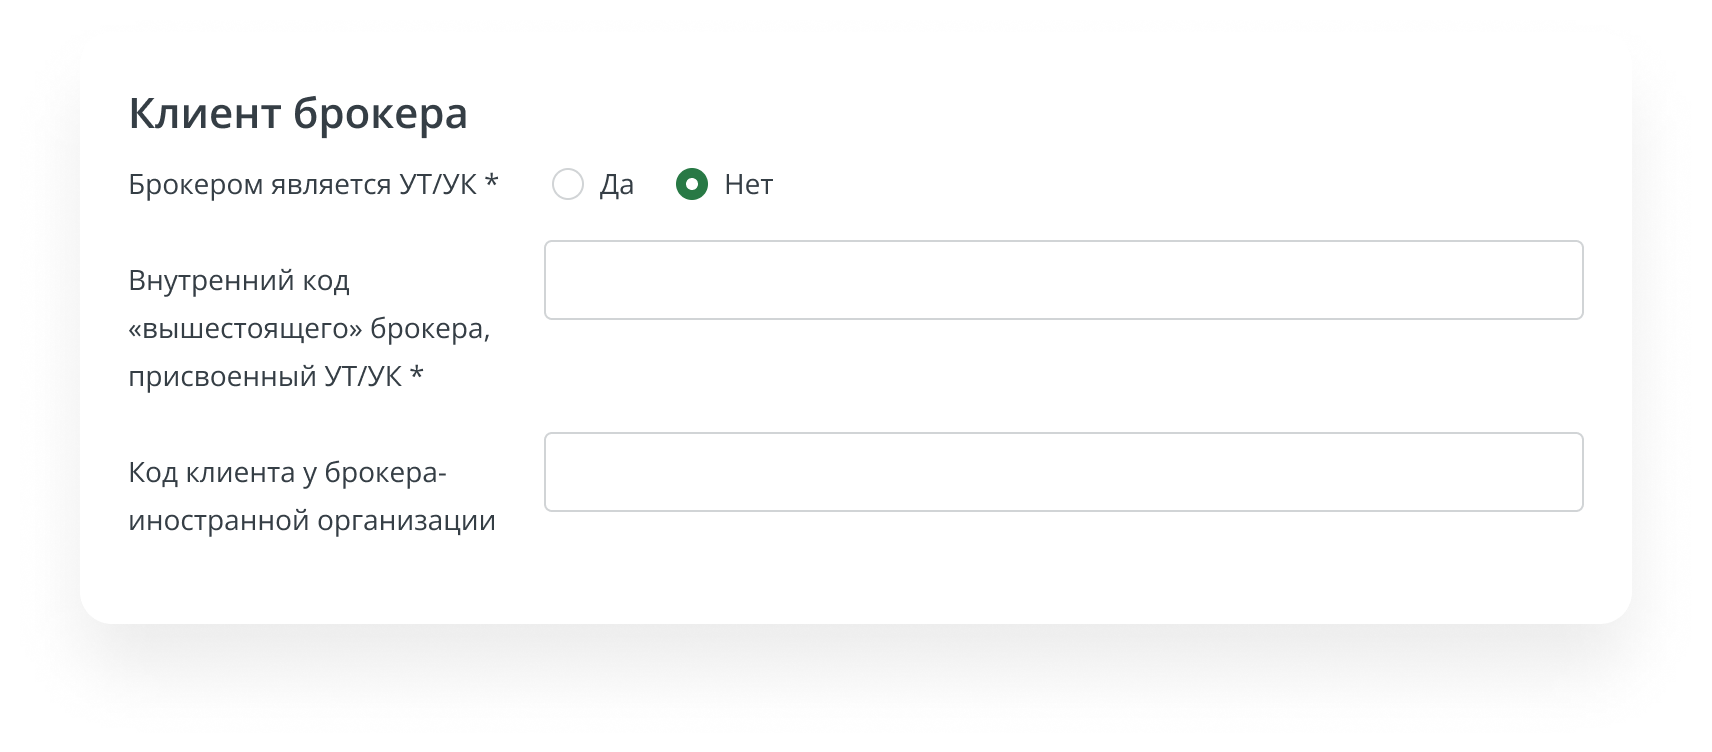 Клиент брокера
Брокером является УТ/УК * Да Нет
Внутренний код
«вышестоящего» брокера,
присвоенный УТ/УК *
Код клиента у брокера-
иностранной организации